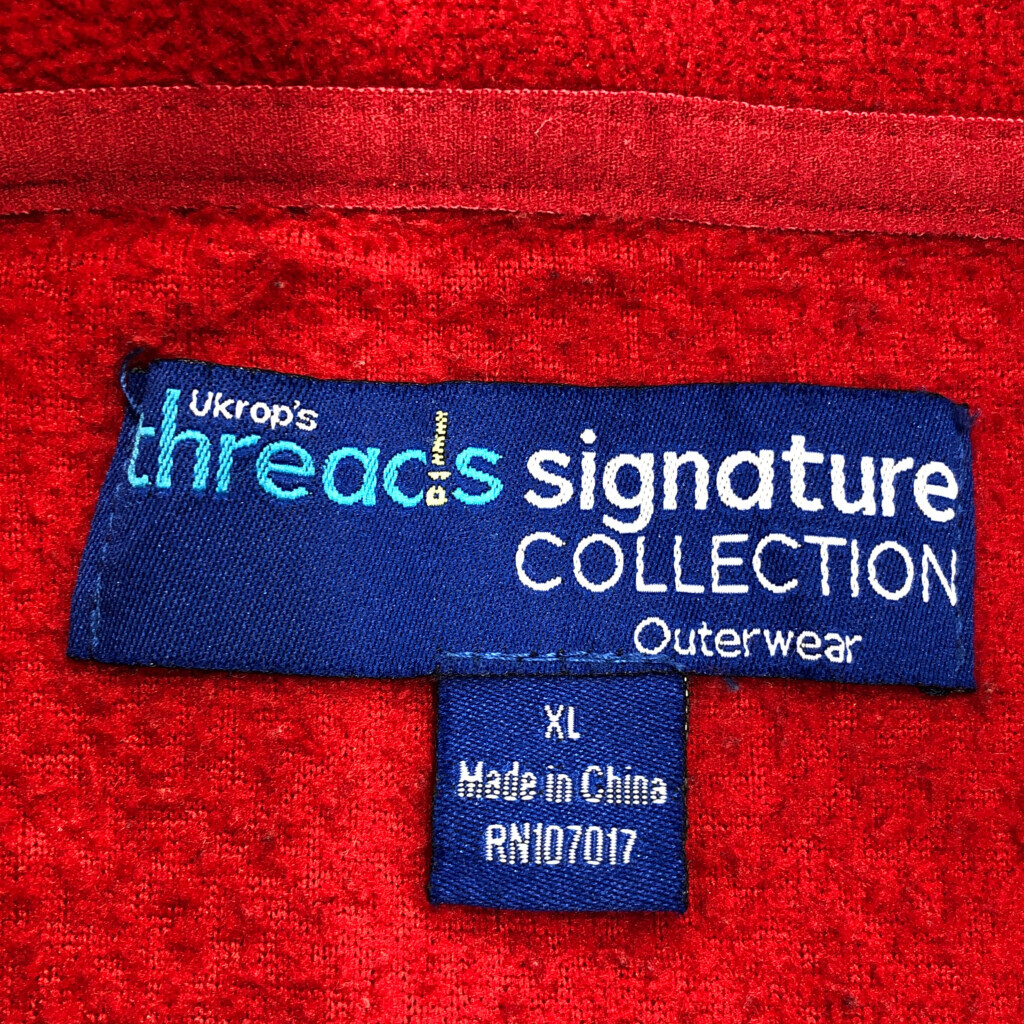 Ukrop's
threads signature
COLLECTION
Outerwear
XL
Made in China
RN107017